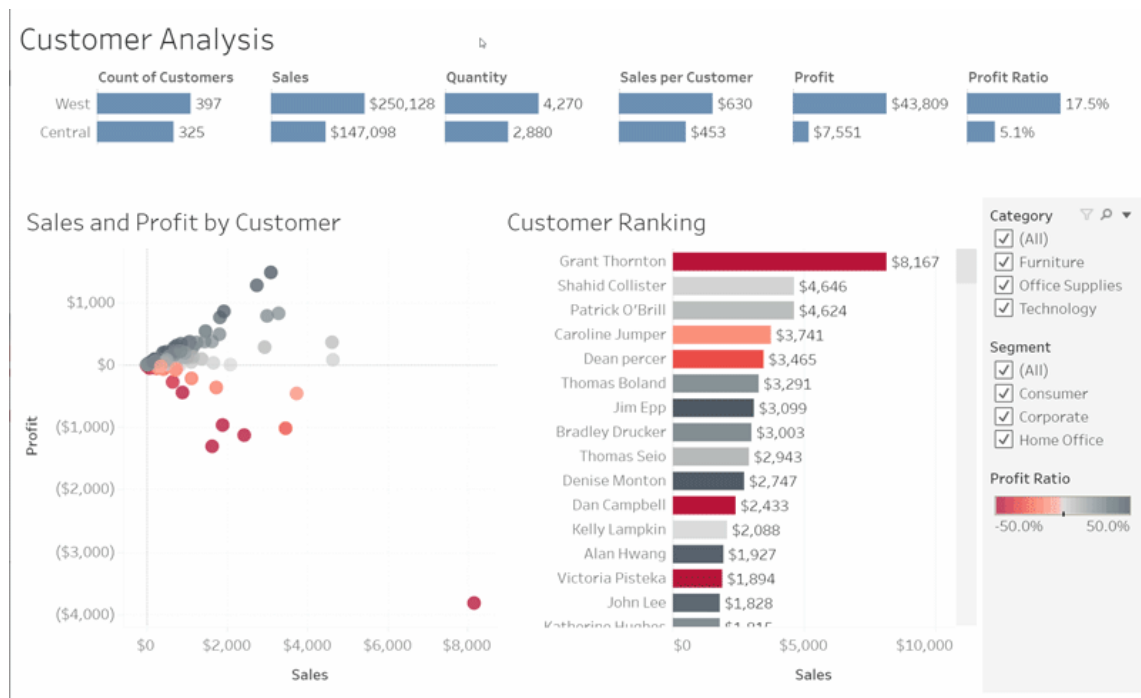 Customer Analysis
Count of Customers Sales Quantity Sales per Customer Profit Profit Ratio
West 397 $250,128 4,270 $630 $43,809 17.5%
Central 325 $147,098 2,880 $453 $7,551 5.1%
Sales and Profit by Customer
$1,000
$0
($1,000)
($2,000)
($3,000)
($4,000)
Profit
$0 $2,000 $4,000 $6,000 $8,000
Sales
Customer Ranking
Grant Thornton $8,167
Shahid Collister $4,646
Patrick O'Brill $4,624
Caroline Jumper $3,741
Dean percer $3,465
Thomas Boland $3,291
Jim Epp $3,099
Bradley Drucker $3,003
Thomas Seio $2,943
Denise Monton $2,747
Dan Campbell $2,433
Kelly Lampkin $2,088
Alan Hwang $1,927
Victoria Pisteka $1,894
John Lee $1,828
Katherine Hughes $1,815
$0 $5,000 $10,000
Sales
Category
(All)
Furniture
Office Supplies
Technology
Segment
(All)
Consumer
Corporate
Home Office
Profit Ratio
-50.0% 50.0%